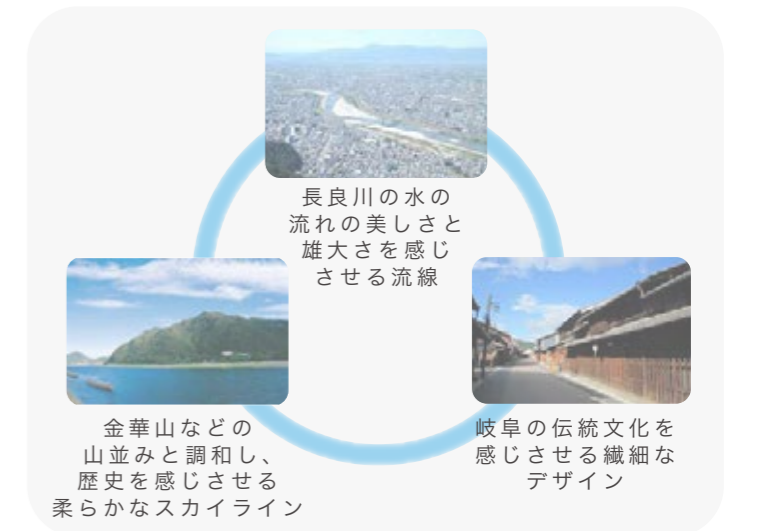 長良川の水の
流れの美しさと
雄大さを感じ
させる流線
金華山などの
山並みと調和し、
歴史を感じさせる
柔らかなスカイライン
岐阜の伝統文化を
感じさせる繊細な
デザイン